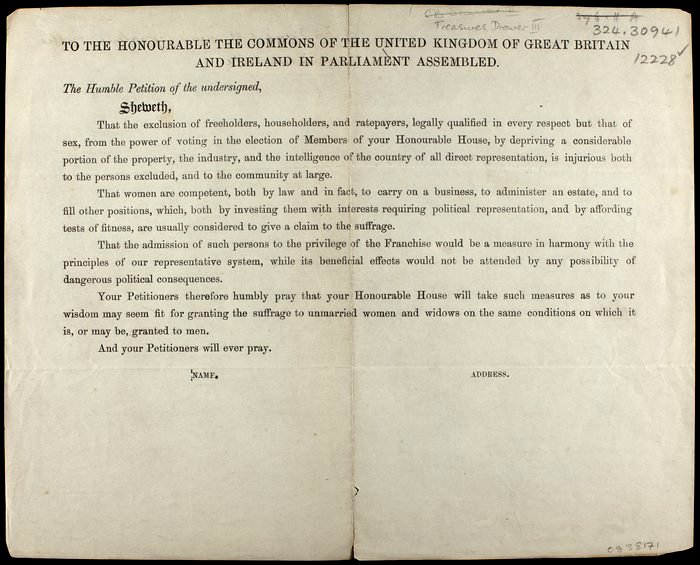 Treasures Drawer III
324.30941
12228
TO THE HONOURABLE THE COMMONS OF THE UNITED KINGDOM OF GREAT BRITAIN
AND IRELAND IN PARLIAMENT ASSEMBLED.
The Humble Petition of the undersigned,
Sheweth,
That the exclusion of freeholders, householders, and ratepayers, legally qualified in every respect but that of
sex, from the power of voting in the election of Members of your Honourable House, by depriving a considerable
portion of the property, the industry, and the intelligence of the country of all direct representation, is injurious both
to the persons excluded, and to the community at large.
That women are competent, both by law and in fact, to carry on a business, to administer an estate, and to
fill other positions, which, both by investing them with interests requiring political representation, and by affording
tests of fitness, are usually considered to give a claim to the suffrage.
That the admission of such persons to the privilege of the Franchise would be a measure in harmony with the
principles of our representative system, while its beneficial effects would not be attended by any possibility of
dangerous political consequences.
Your Petitioners therefore humbly pray that your Honourable House will take such measures as to your
wisdom may seem fit for granting the suffrage to unmarried women and widows on the same conditions on which it
is, or may be, granted to men.
And your Petitioners will ever pray.
NAME. ADDRESS.
0838171